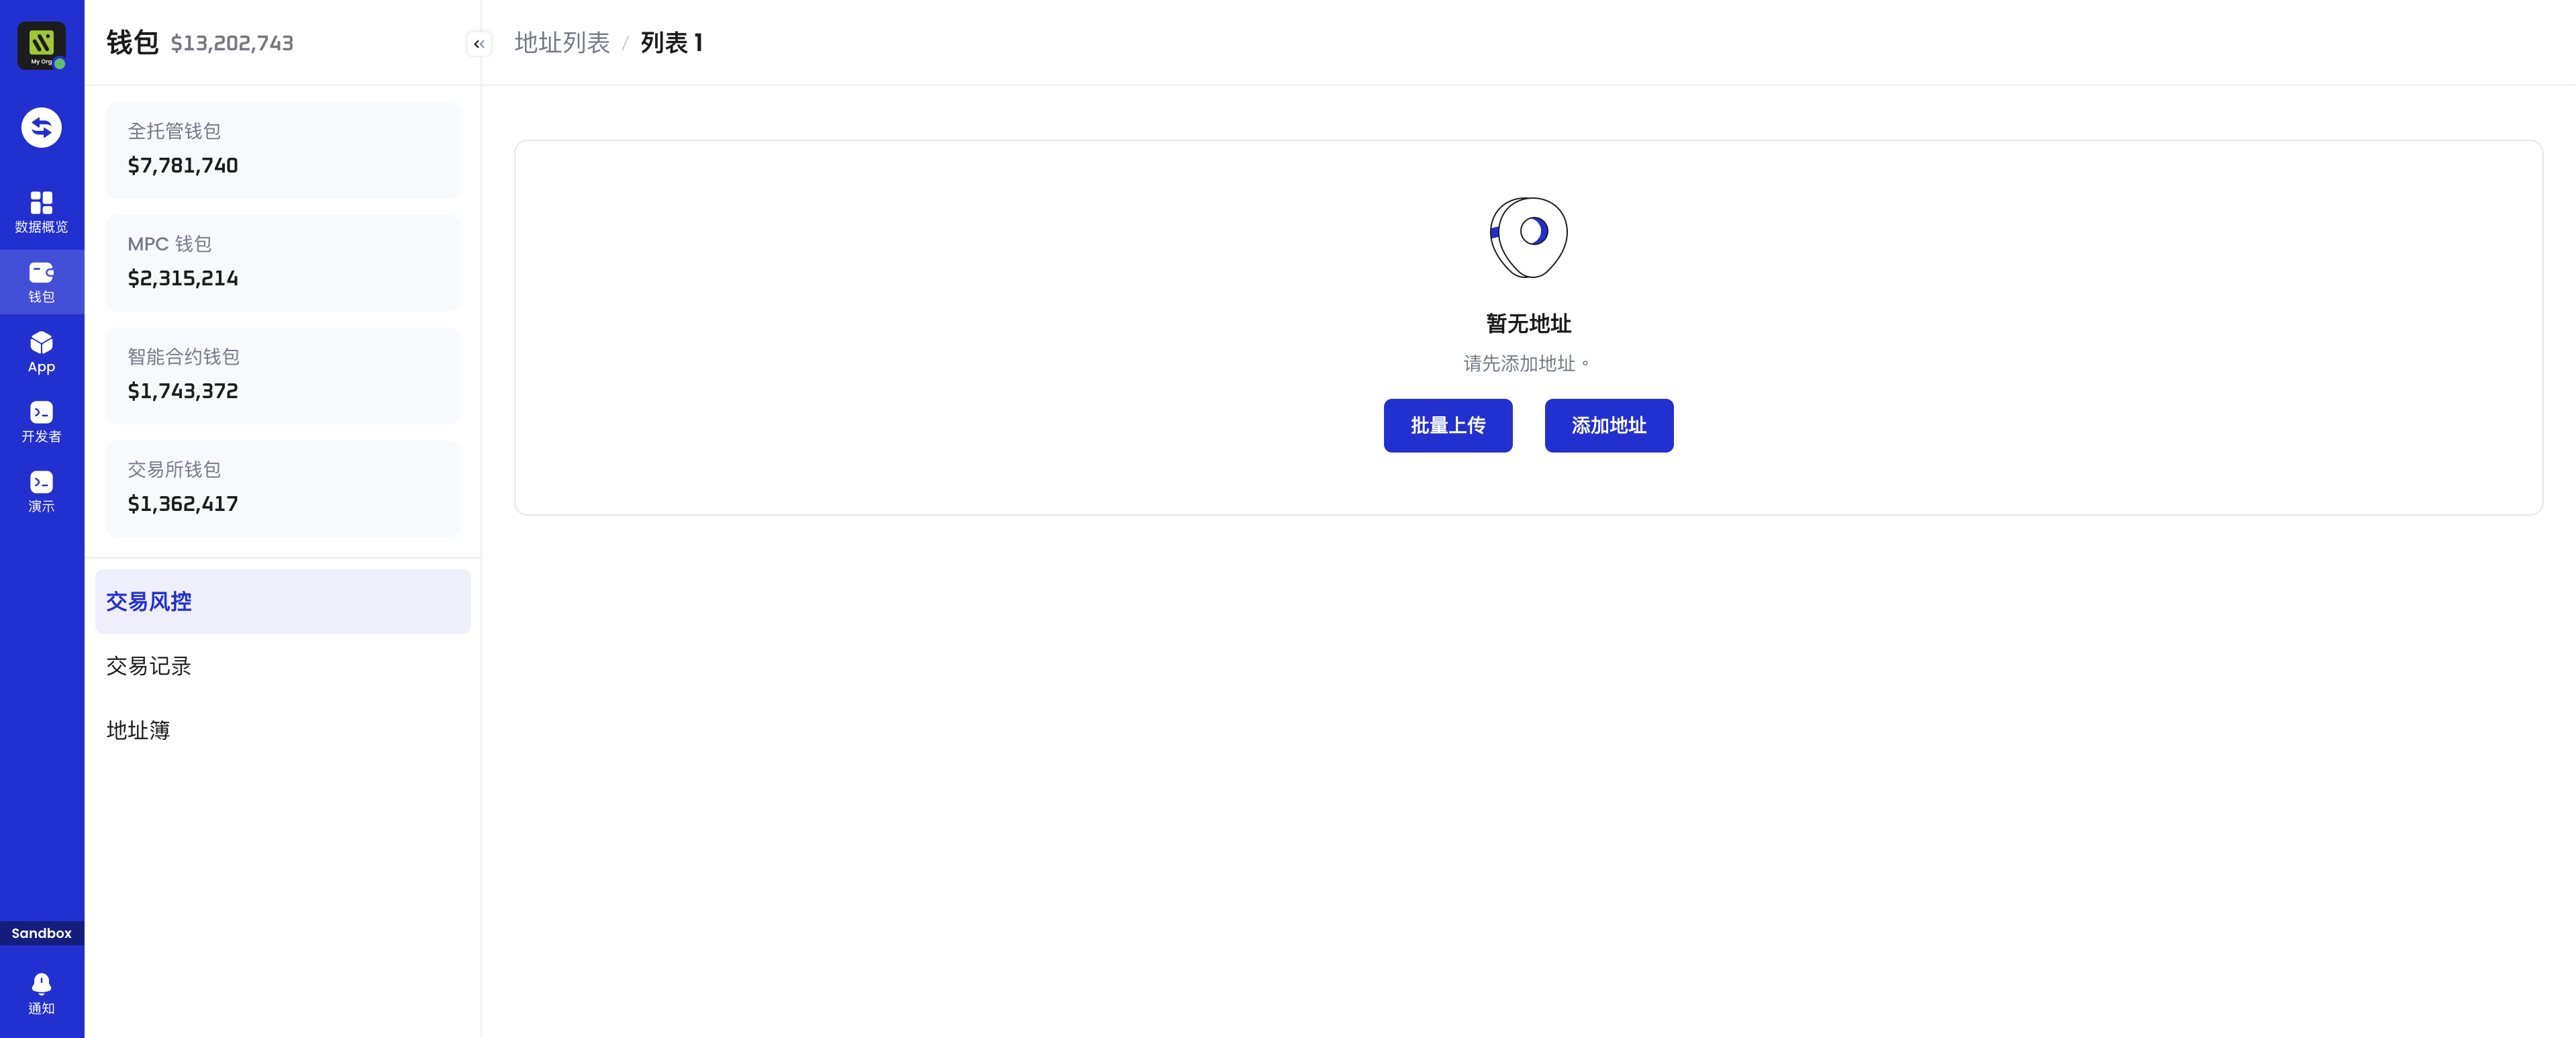 My Org
数据概览
钱包
App
开发者
演示
Sandbox
通知
钱包 $13,202,743
全托管钱包
$7,781,740
MPC 钱包
$2,315,214
智能合约钱包
$1,743,372
交易所钱包
$1,362,417
交易风控
交易记录
地址簿
地址列表 / 列表 1
暂无地址
请先添加地址。
批量上传 添加地址